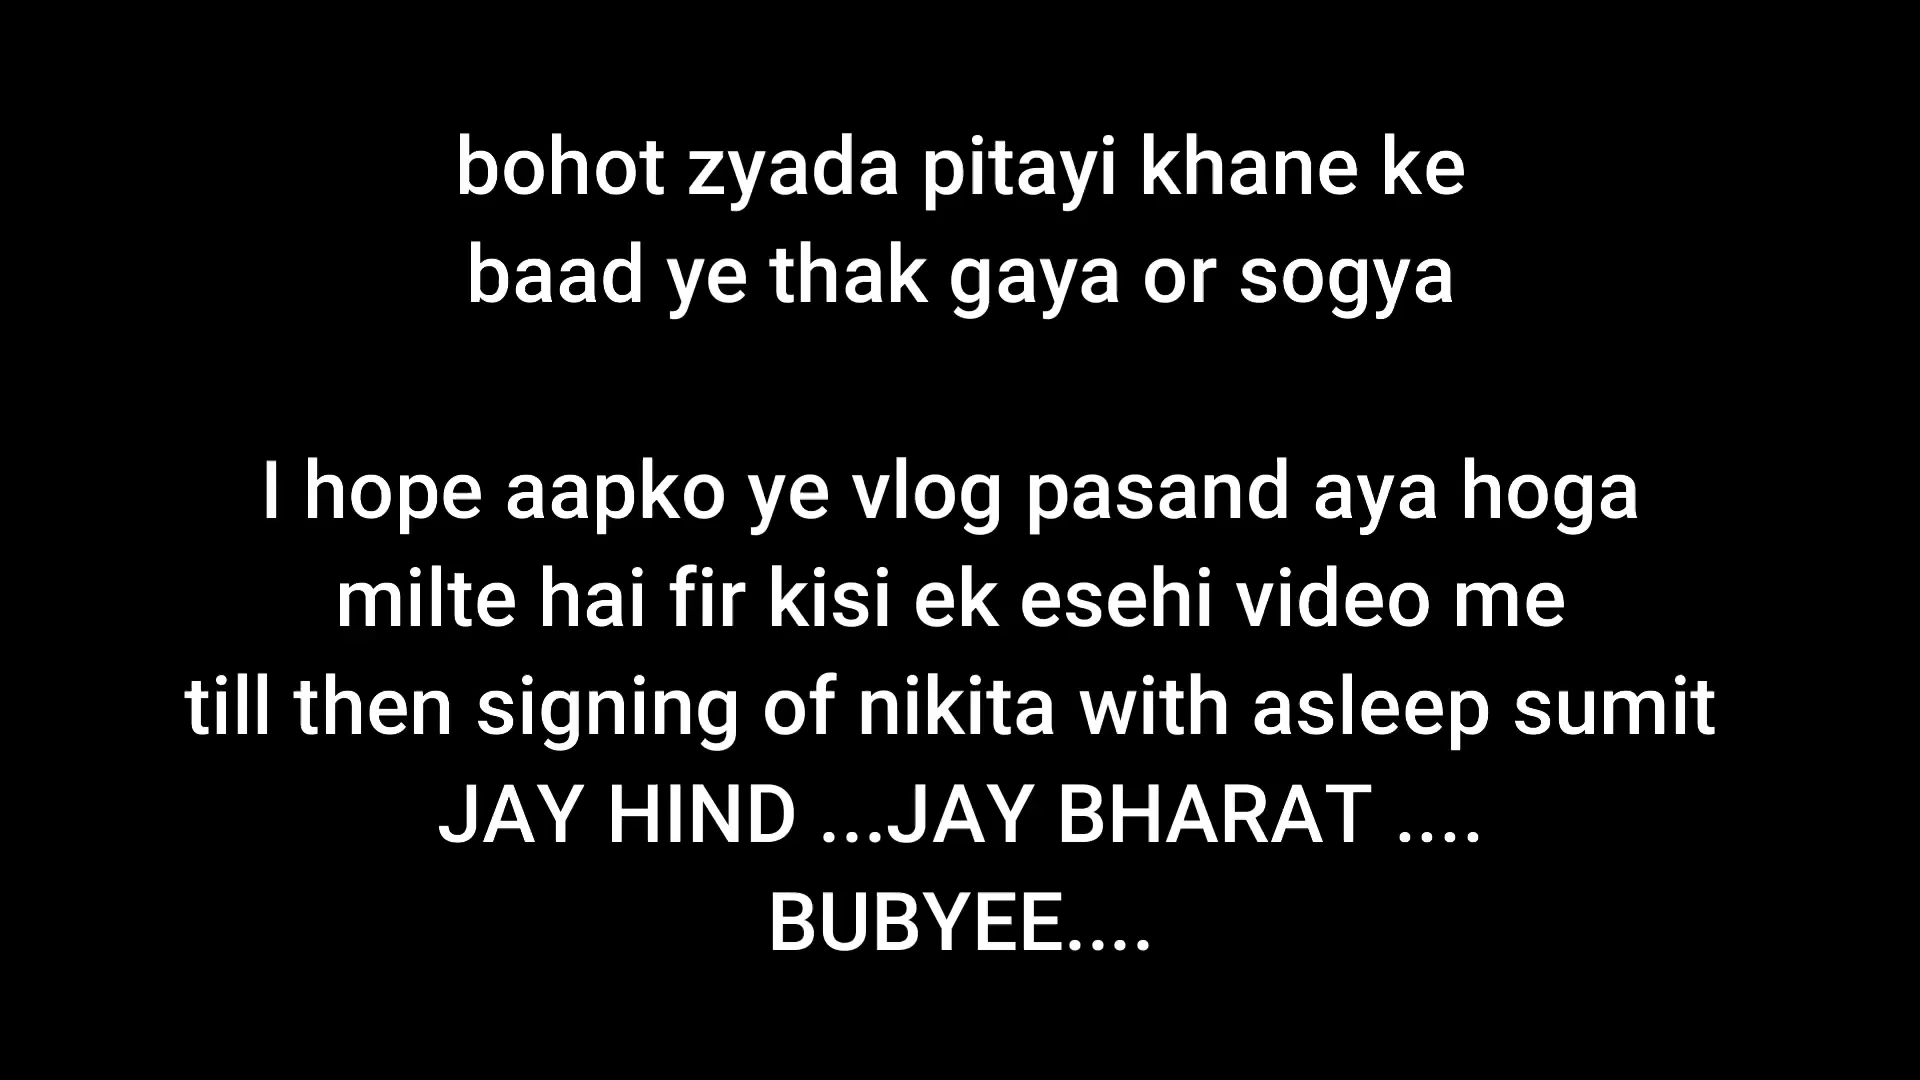 bohot zyada pitayi khane ke
baad ye thak gaya or sogya
I hope aapko ye vlog pasand aya hoga
milte hai fir kisi ek esehi video me
till then signing of nikita with asleep sumit
JAY HIND ...JAY BHARAT ....
BUBYEE....